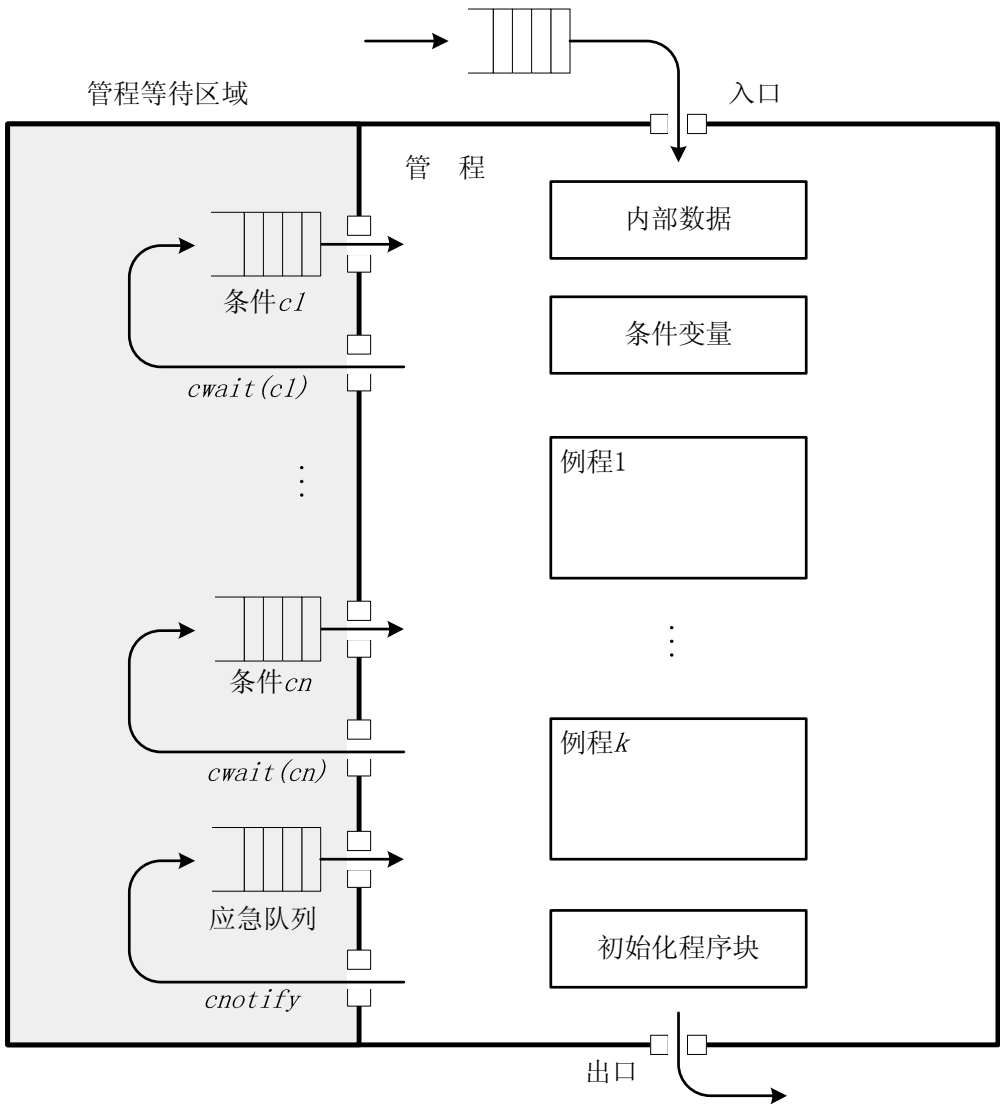 管程等待区域
入口
管 程
内部数据
条件c1
条件变量
cwait(c1)
例程1
⋮
条件cn
⋮
例程k
cwait(cn)
应急队列
初始化程序块
cnotify
出口